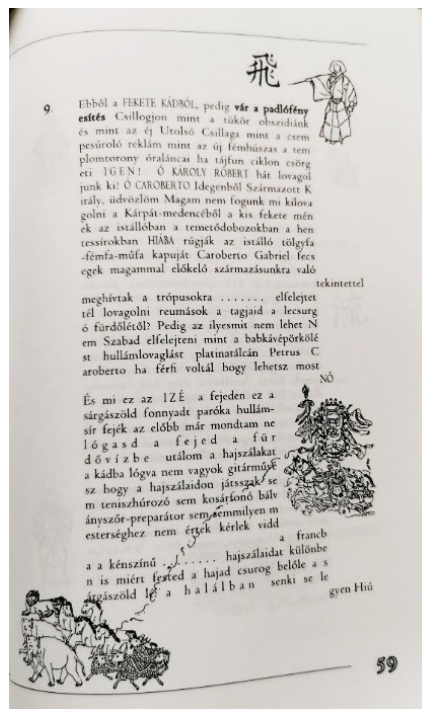 飛
9. Ebből a FEKETE KÁDBÓL, pedig vár a padlófény
esítés Csillogjon mint a tükör obszidiánk
és mint az éj Utolsó Csillaga mint a csem
pesúroló reklám mint az új fémhúszas a tem
plomtorony óraláncai ha tájfun ciklon csörg
eti IGEN! Ó KAROLY RÓBERT hát lovagol
junk ki! Ó CAROBERTO Idegenből Származott K
irály, üdvözlöm Magam nem fogunk mi kilova
golni a Kárpát-medencéből a kis fekete mén
ek az istállóban a temetődobozokban a hen
tessírokban HIÁBA rúgják az istálló tölgyfa
-fémfa-műfa kapuját Caroberto Gabriel fecs
egek magammal előkelő származásunkra való
tekintettel
meghívtak a trópusokra ....... elfelejtet
tél lovagolni reumások a tagjaid a lecsurg
ó fürdőlétől? Pedig az ilyesmit nem lehet N
em Szabad elfelejteni mint a babkávépörkölé
st hullámlovaglást platinatálcán Petrus C
aroberto ha férfi voltál hogy lehetsz most
NŐ
És mi ez az IZÉ a fejeden ez a
sárgászöld fonnyadt paróka hullám-
sír fejék az előbb már mondtam ne
lógasd a fejed a für
dővízbe utálom a hajszálakat
a kádba lógva nem vagyok gitárművé
sz hogy a hajszálaidon játsszak se
m teniszhúrozó sem kosárfonó bálv
ányszőr-preparátor sem semmilyen m
esterséghez nem értek kérlek vidd
a francb
a a kénszínű ........ hajszálaidat különbe
n is miért fested a hajad csurog belőle a s
árgászöld lé a halálban senki se le
gyen Hiú
59